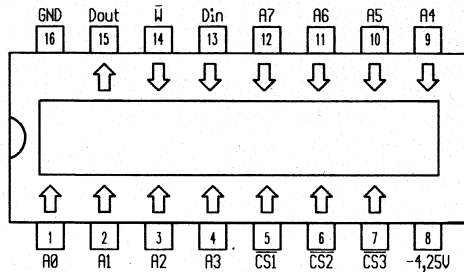 GND Dout W̅ Din A7 A6 A5 A4
16 15 14 13 12 11 10 9
1 2 3 4 5 6 7 8
A0 A1 A2 A3 C̅S̅1̅ C̅S̅2̅ C̅S̅3̅ -4,25V